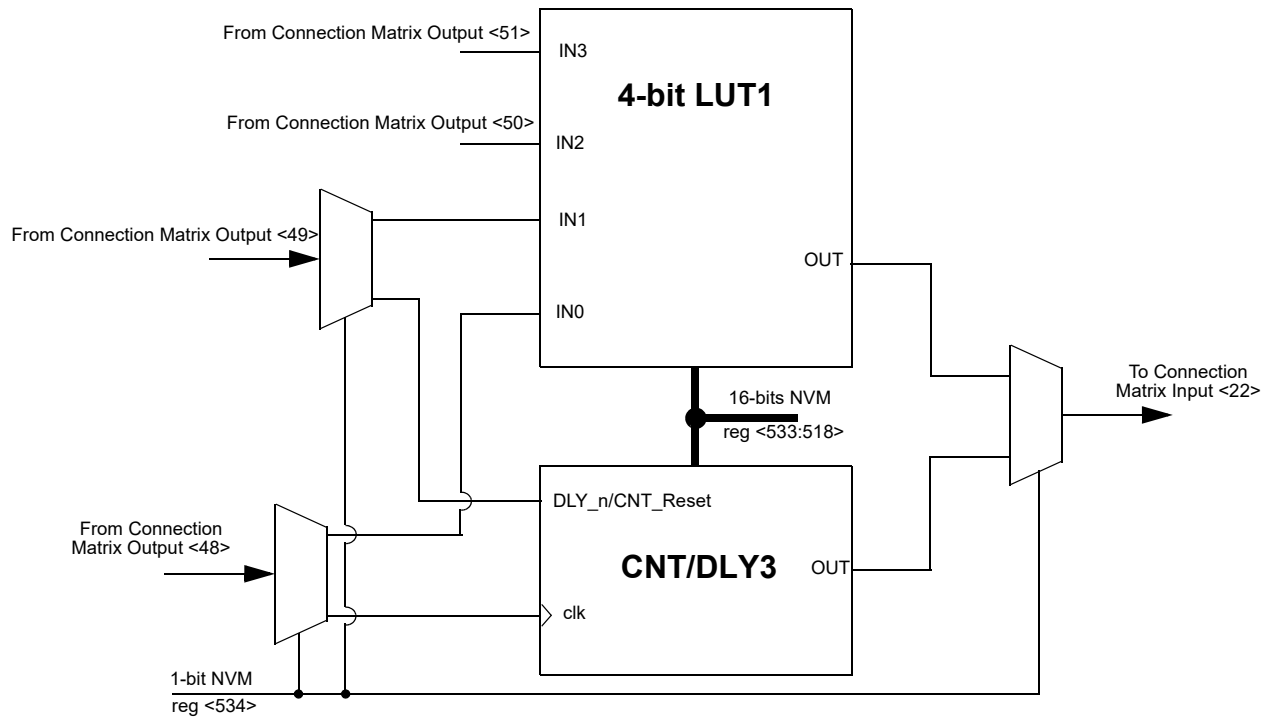 From Connection Matrix Output <51>
IN3
4-bit LUT1
From Connection Matrix Output <50>
IN2
IN1
From Connection Matrix Output <49>
OUT
IN0
To Connection
Matrix Input <22>
16-bits NVM
reg <533:518>
DLY_n/CNT_Reset
From Connection
Matrix Output <48>
CNT/DLY3
OUT
clk
1-bit NVM
reg <534>